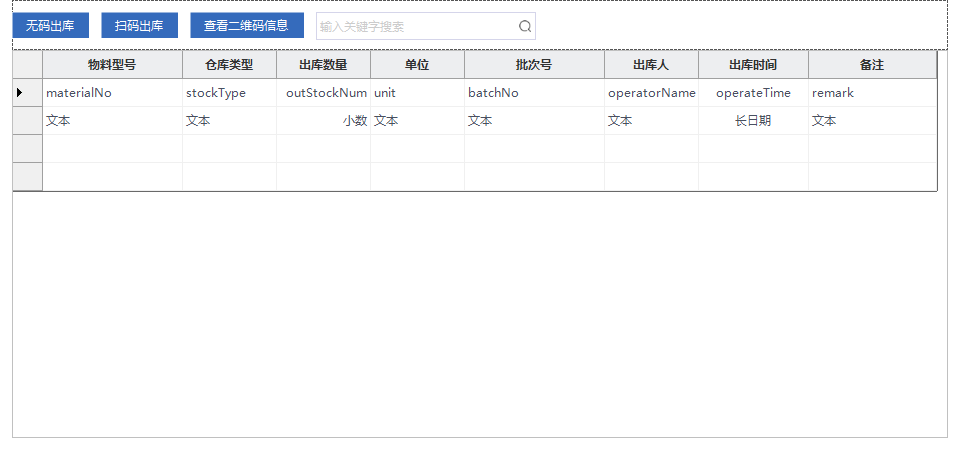 无码出库 扫码出库 查看二维码信息 输入关键字搜索
物料型号 仓库类型 出库数量 单位 批次号 出库人 出库时间 备注
materialNo stockType outStockNum unit batchNo operatorName operateTime remark
文本 文本 小数 文本 文本 文本 长日期 文本